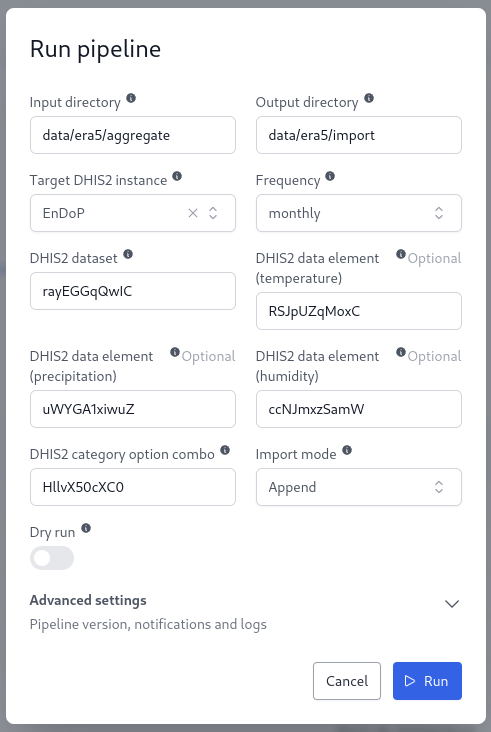 Run pipeline
Input directory
Output directory
data/era5/aggregate
data/era5/import
Target DHIS2 instance
Frequency
EnDoP
monthly
DHIS2 dataset
DHIS2 data element Optional
(temperature)
rayEGGqQwIC
RSJpUZqMoxC
DHIS2 data element Optional
(precipitation)
DHIS2 data element Optional
(humidity)
uWYGA1xiwuZ
ccNJmxzSamW
DHIS2 category option combo
Import mode
HllvX50cXC0
Append
Dry run
Advanced settings
Pipeline version, notifications and logs
Cancel
Run